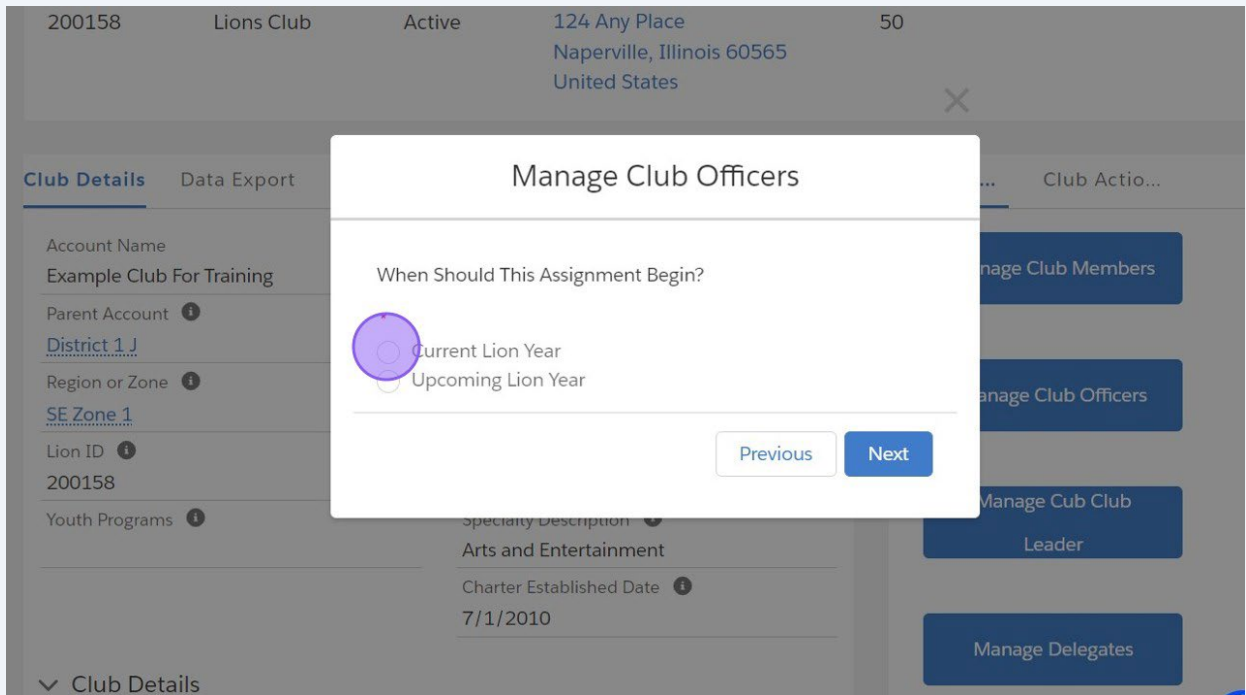 200158 Lions Club Active 124 Any Place 50
Naperville, Illinois 60565
United States
Manage Club Officers
When Should This Assignment Begin?
Current Lion Year
Upcoming Lion Year
Previous Next
Club Details Data Export
Account Name
Example Club For Training
Parent Account
District 1 J
Region or Zone
SE Zone 1
Lion ID
200158
Youth Programs
Specialty Description
Arts and Entertainment
Charter Established Date
7/1/2010
Club Details
... Club Actio...
Club Members
Club Officers
Manage Cub Club
Leader
Manage Delegates